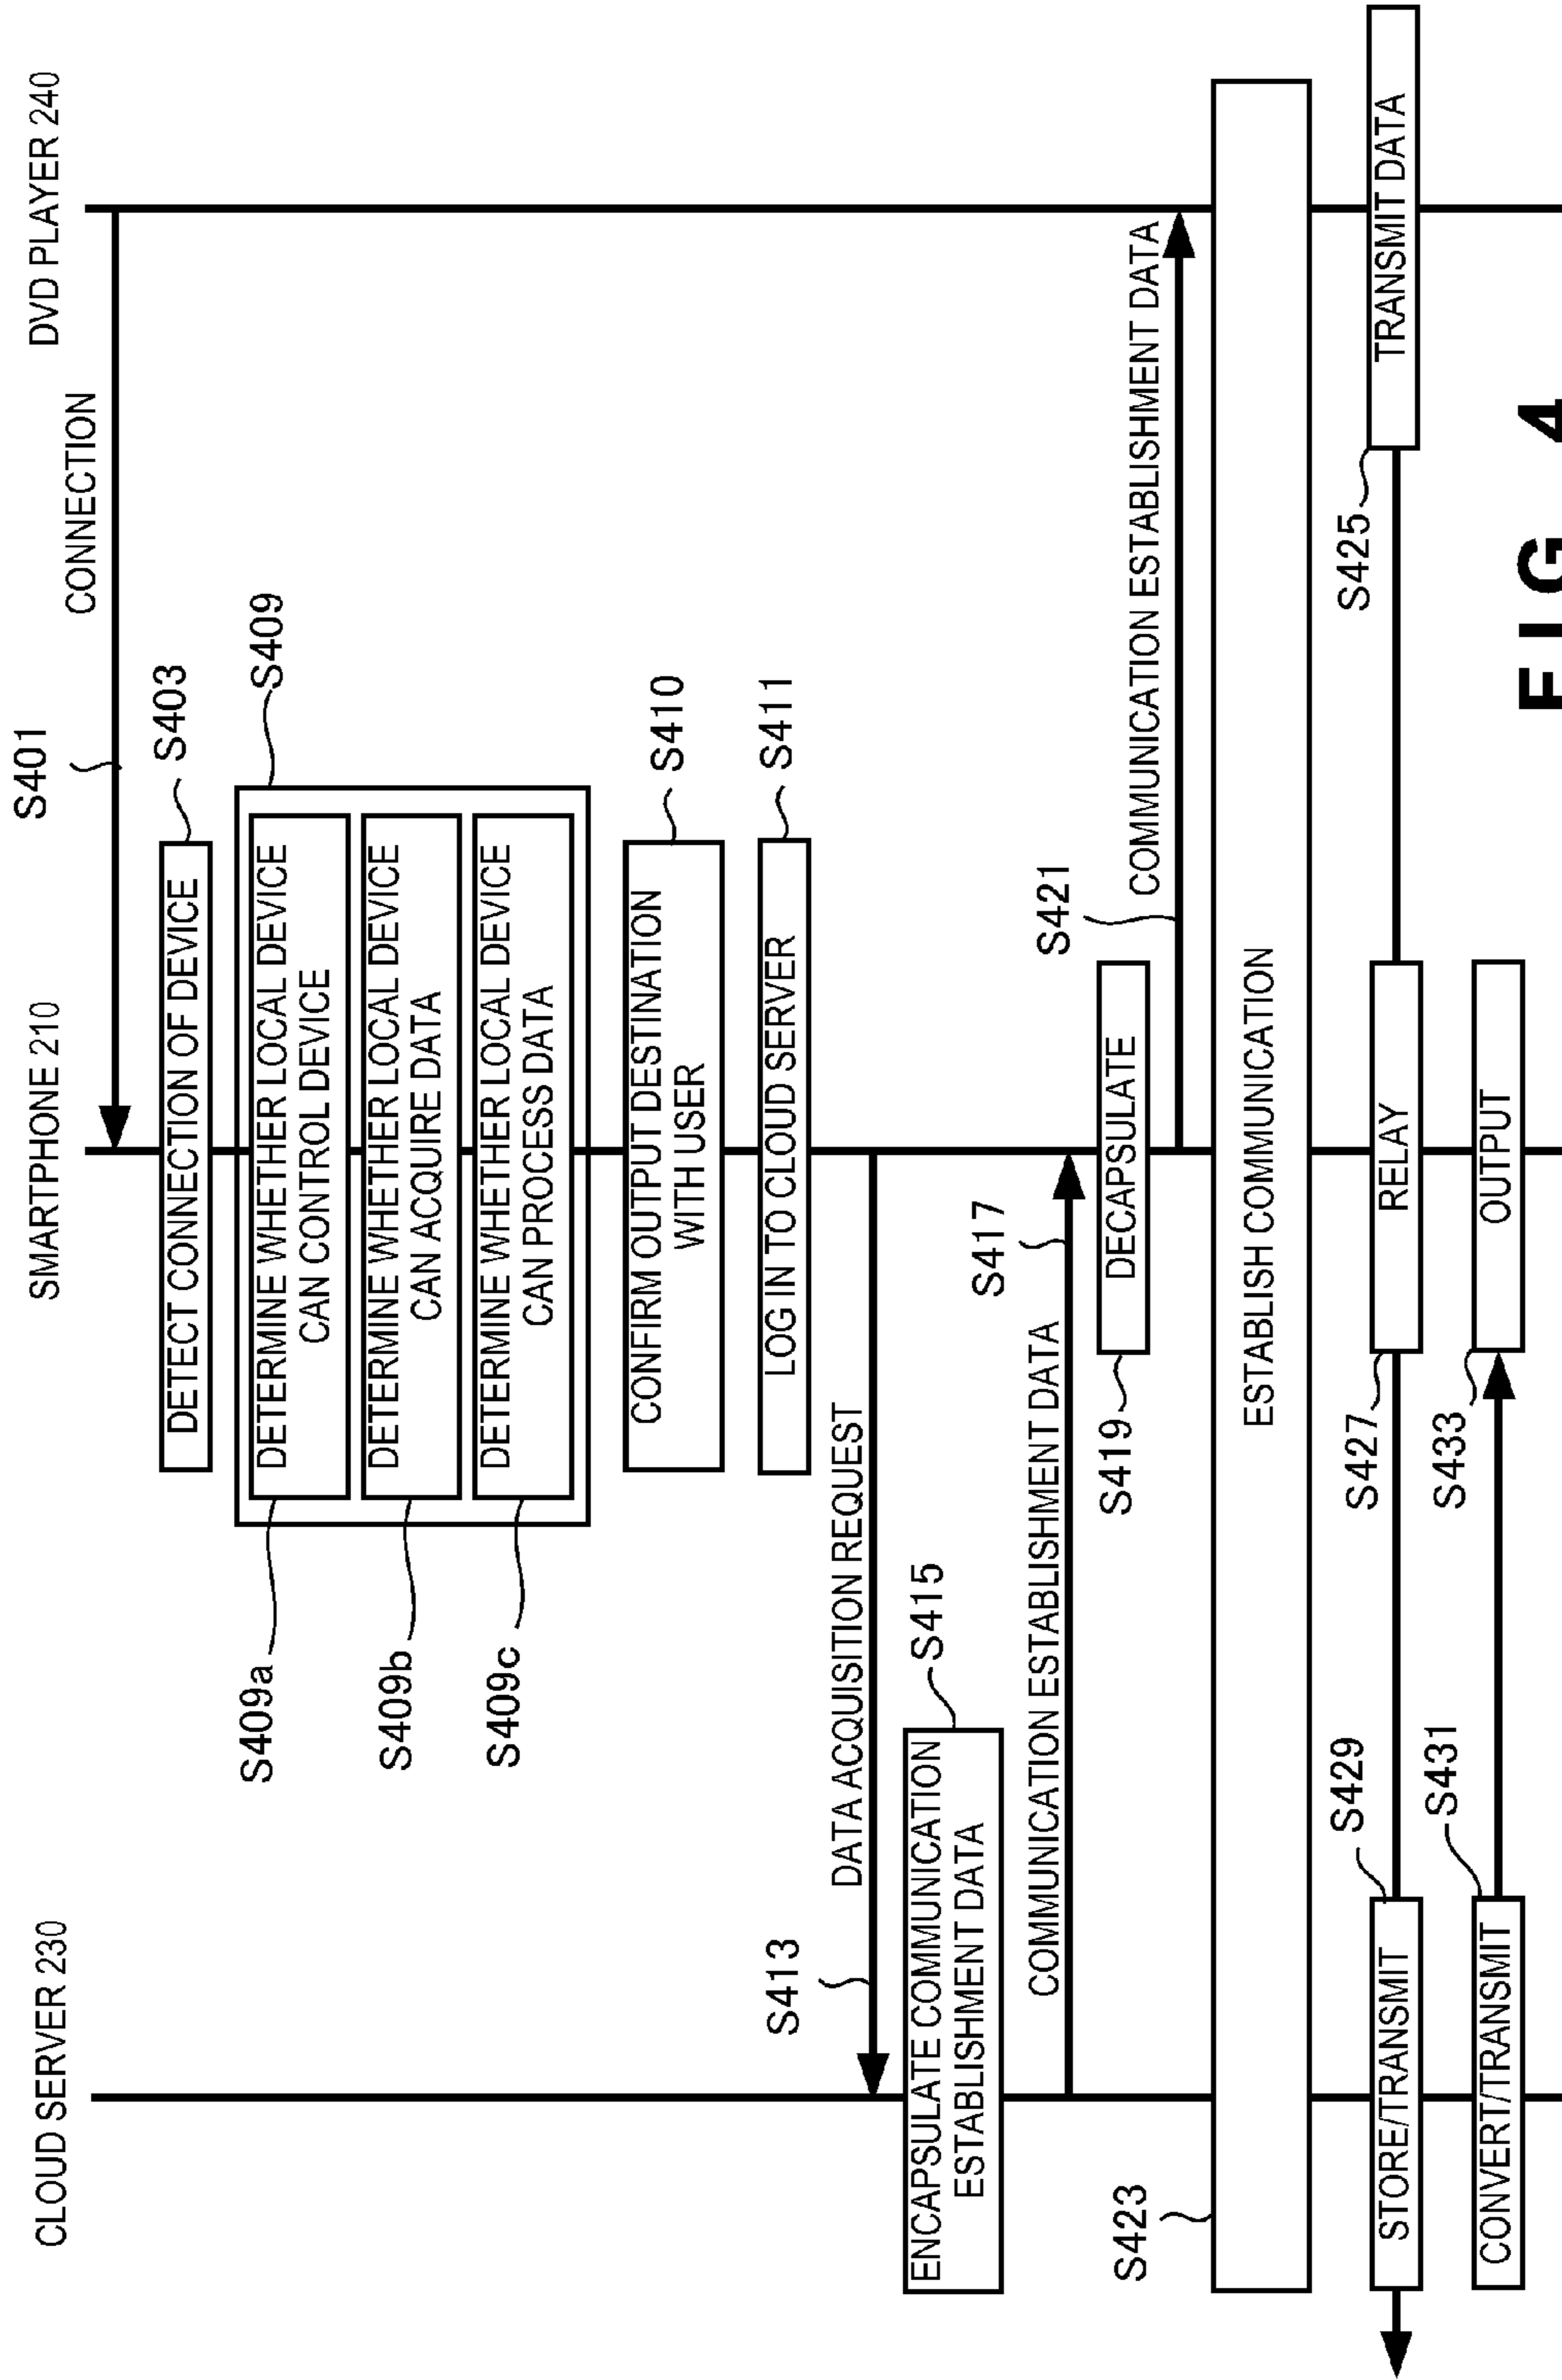 CLOUD SERVER 230
SMARTPHONE 210
DVD PLAYER 240
S401
CONNECTION
DETECT CONNECTION OF DEVICE
S403
S409
S409a
DETERMINE WHETHER LOCAL DEVICE
CAN CONTROL DEVICE
S409b
DETERMINE WHETHER LOCAL DEVICE
CAN ACQUIRE DATA
S409c
DETERMINE WHETHER LOCAL DEVICE
CAN PROCESS DATA
CONFIRM OUTPUT DESTINATION
WITH USER
S410
LOG IN TO CLOUD SERVER
S411
S413
DATA ACQUISITION REQUEST
ENCAPSULATE COMMUNICATION
ESTABLISHMENT DATA
S415
COMMUNICATION ESTABLISHMENT DATA
S417
S419
DECAPSULATE
S421
COMMUNICATION ESTABLISHMENT DATA
S423
ESTABLISH COMMUNICATION
STORE/TRANSMIT
S429
S427
RELAY
S425
TRANSMIT DATA
CONVERT/TRANSMIT
S431
S433
OUTPUT
FIG. 4